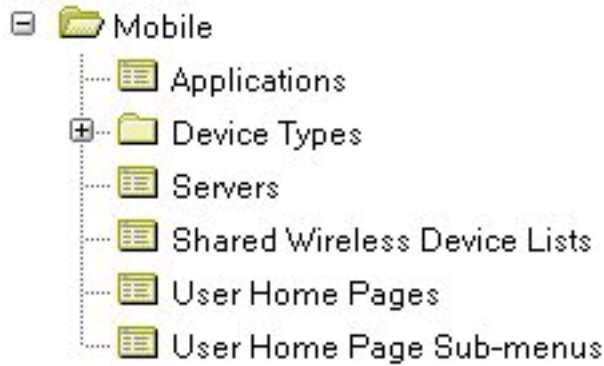 Mobile
Applications
Device Types
Servers
Shared Wireless Device Lists
User Home Pages
User Home Page Sub-menus